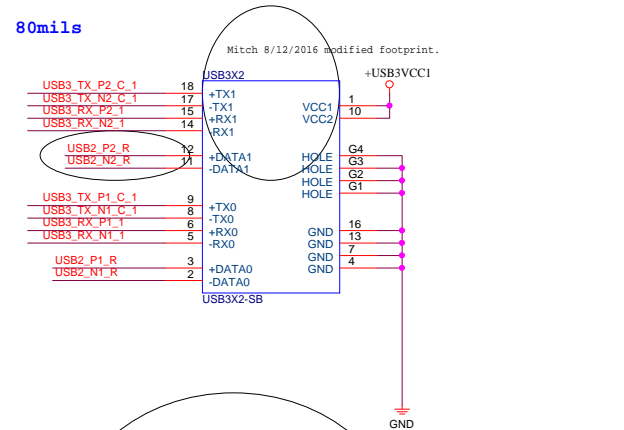 80mils
Mitch 8/12/2016 modified footprint.
USB3X2
+USB3VCC1
USB3_TX_P2_C_1 18 +TX1
USB3_TX_N2_C_1 17 -TX1
USB3_RX_P2_1 15 +RX1
USB3_RX_N2_1 14 -RX1
VCC1 1
VCC2 10
USB2_P2_R 12 +DATA1
USB2_N2_R 11 -DATA1
HOLE G4
HOLE G3
HOLE G2
HOLE G1
USB3_TX_P1_C_1 9 +TX0
USB3_TX_N1_C_1 8 -TX0
USB3_RX_P1_1 6 +RX0
USB3_RX_N1_1 5 -RX0
GND 16
GND 13
GND 7
GND 4
USB2_P1_R 3 +DATA0
USB2_N1_R 2 -DATA0
USB3X2-SB
GND